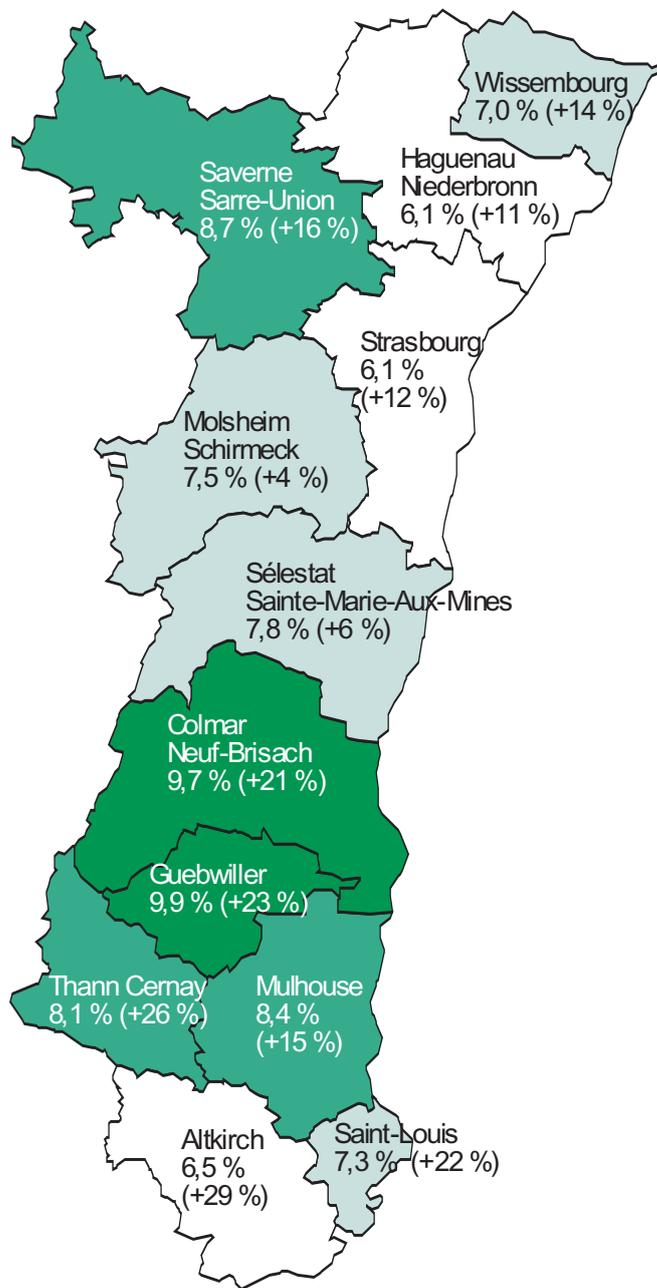 Wissembourg
7,0 % (+14 %)
Haguenau
Niederbronn
6,1 % (+11 %)
Saverne
Sarre-Union
8,7 % (+16 %)
Strasbourg
6,1 %
(+12 %)
Molsheim
Schirmeck
7,5 % (+4 %)
Sélestat
Sainte-Marie-Aux-Mines
7,8 % (+6 %)
Colmar
Neuf-Brisach
9,7 % (+21 %)
Guebwiller
9,9 % (+23 %)
Thann Cernay
8,1 % (+26 %)
Mulhouse
8,4 %
(+15 %)
Altkirch
6,5 %
(+29 %)
Saint-Louis
7,3 % (+22 %)